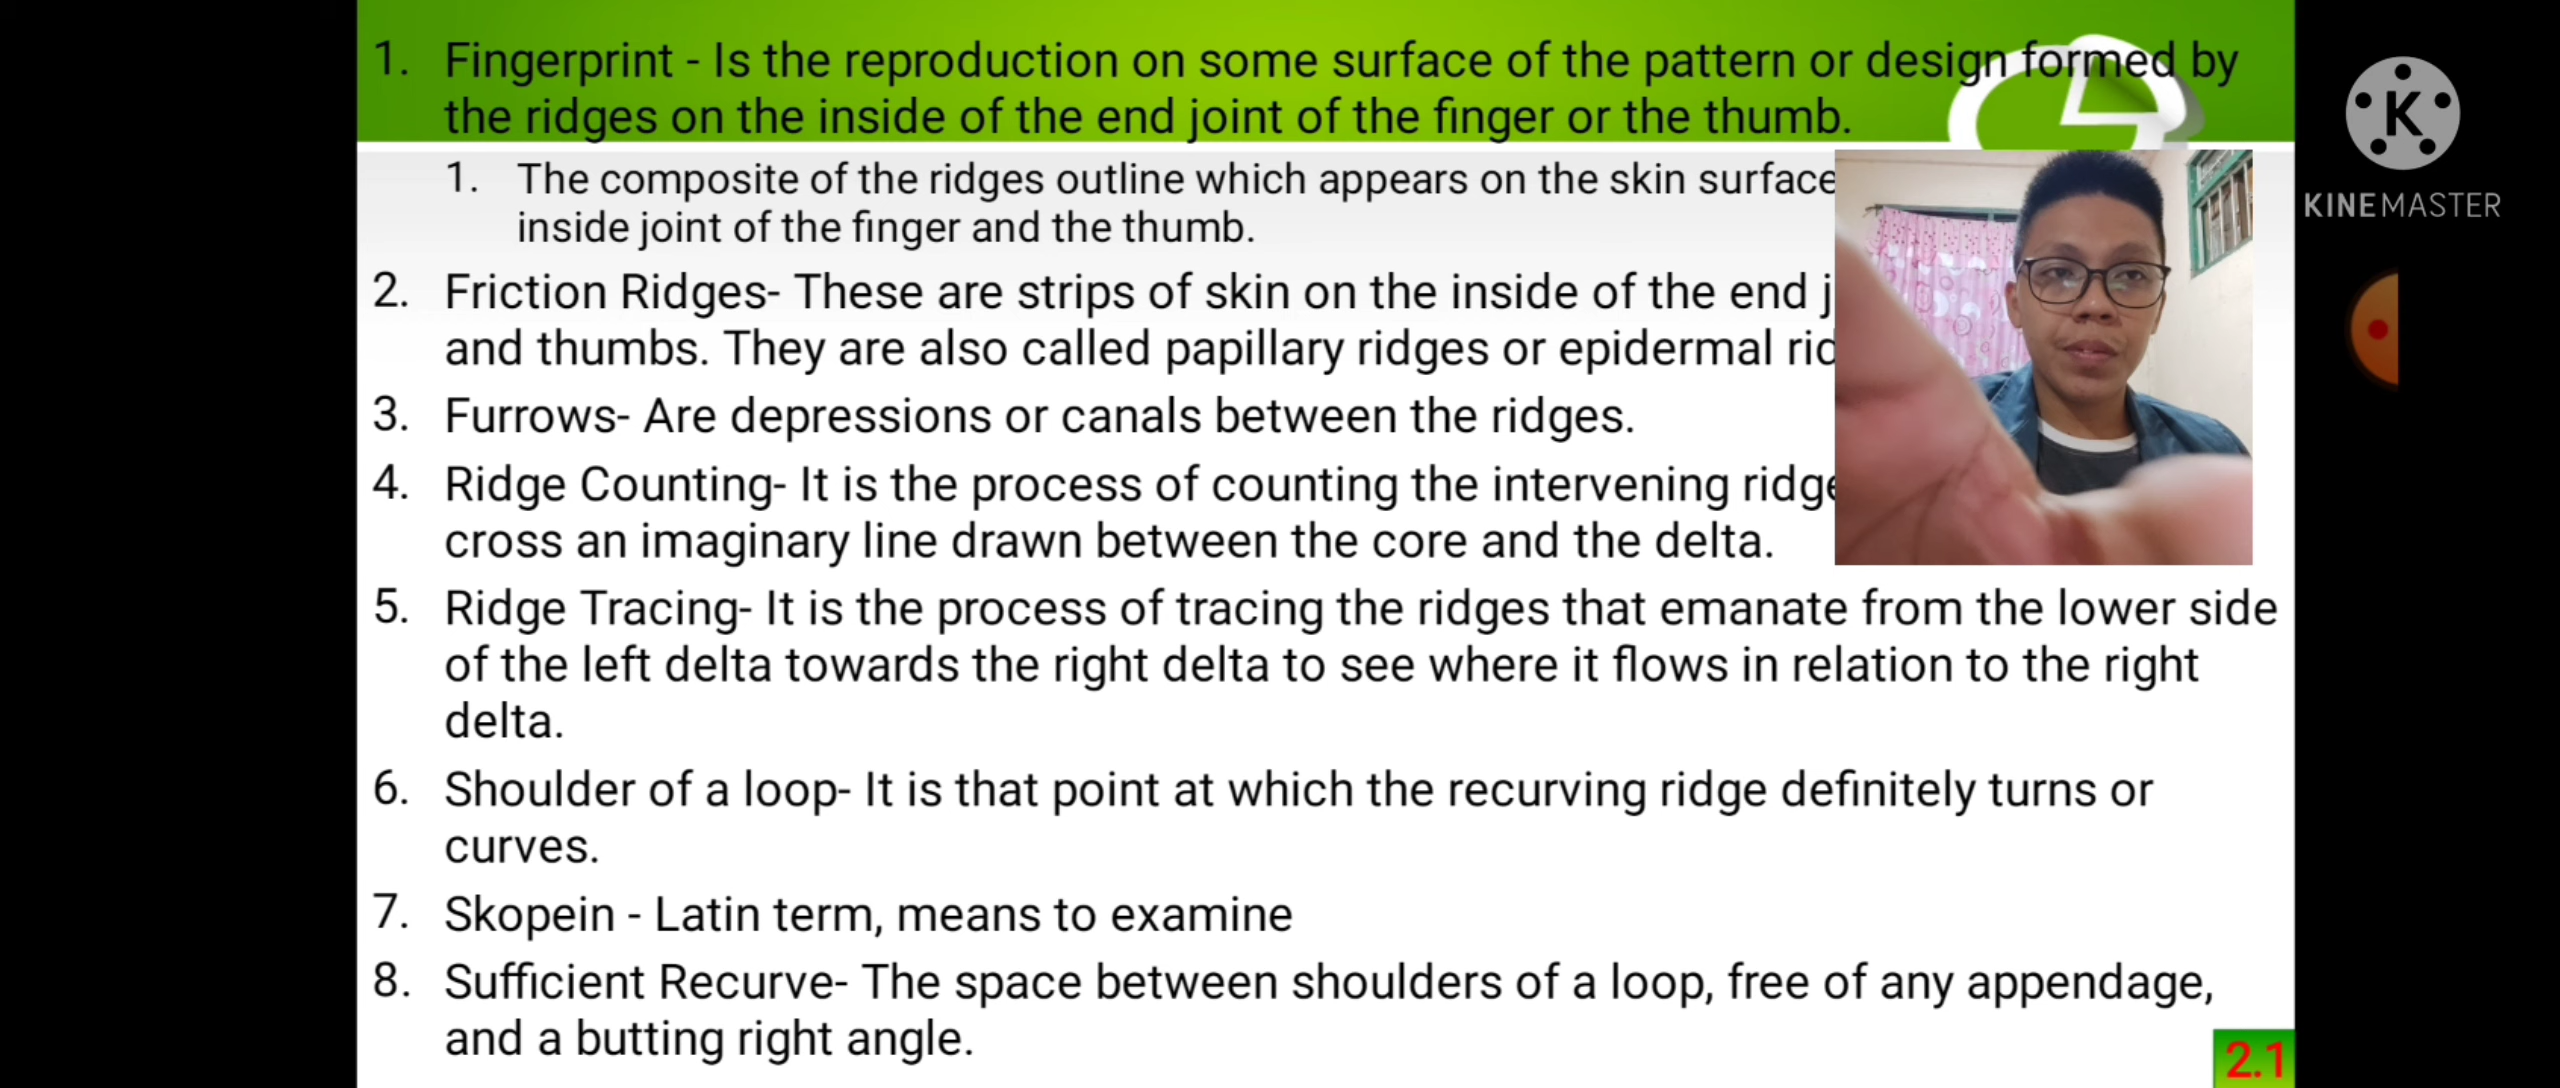 1. Fingerprint - Is the reproduction on some surface of the pattern or design formed by
the ridges on the inside of the end joint of the finger or the thumb.
1. The composite of the ridges outline which appears on the skin surface
inside joint of the finger and the thumb.
2. Friction Ridges- These are strips of skin on the inside of the end
and thumbs. They are also called papillary ridges or epidermal
3. Furrows- Are depressions or canals between the ridges.
4. Ridge Counting- It is the process of counting the intervening
cross an imaginary line drawn between the core and the delta.
5. Ridge Tracing- It is the process of tracing the ridges that emanate from the lower side
of the left delta towards the right delta to see where it flows in relation to the right
delta.
6. Shoulder of a loop- It is that point at which the recurving ridge definitely turns or
curves.
7. Skopein - Latin term, means to examine
8. Sufficient Recurve- The space between shoulders of a loop, free of any appendage,
and a butting right angle.
2.1
K
KINEMASTER